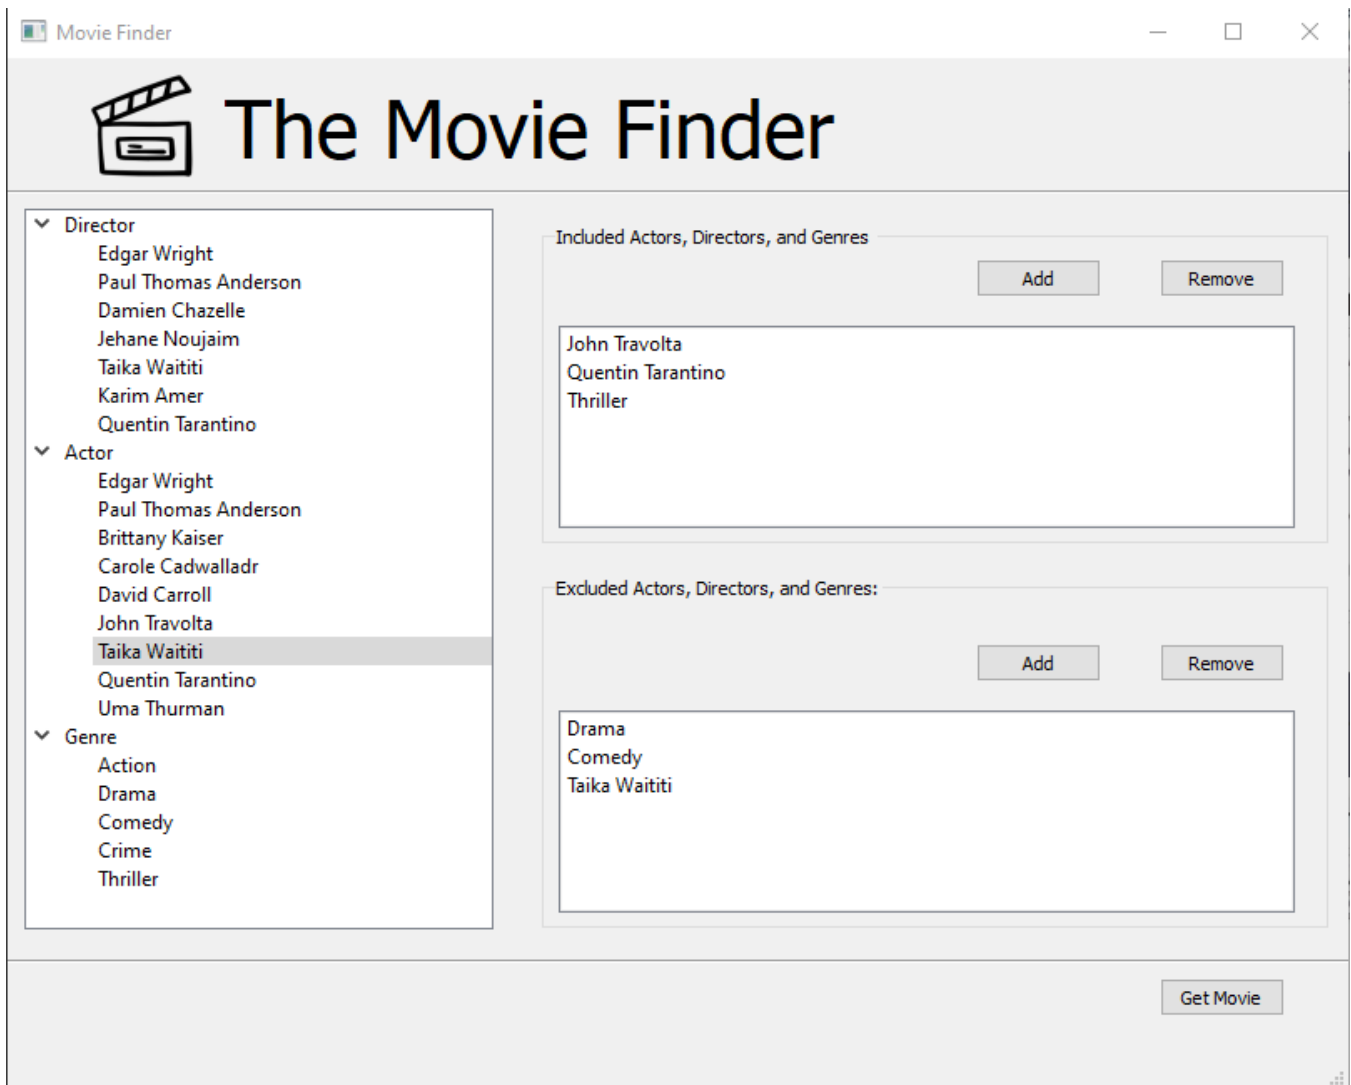 Movie Finder
The Movie Finder
Director
Edgar Wright
Paul Thomas Anderson
Damien Chazelle
Jehane Noujaim
Taika Waititi
Karim Amer
Quentin Tarantino
Actor
Edgar Wright
Paul Thomas Anderson
Brittany Kaiser
Carole Cadwalladr
David Carroll
John Travolta
Taika Waititi
Quentin Tarantino
Uma Thurman
Genre
Action
Drama
Comedy
Crime
Thriller
Included Actors, Directors, and Genres
Add Remove
John Travolta
Quentin Tarantino
Thriller
Excluded Actors, Directors, and Genres:
Add Remove
Drama
Comedy
Taika Waititi
Get Movie